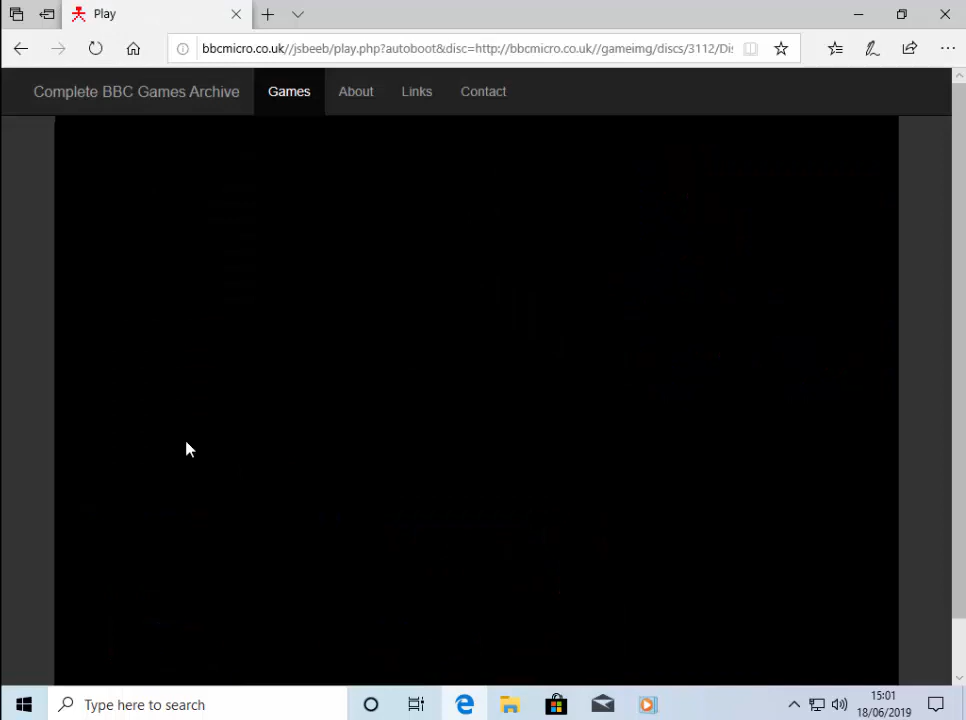 Play
bbcmicro.co.uk//jsbeeb/play.php?autoboot&disc=http://bbcmicro.co.uk//gameimg/discs/3112/Dis
Complete BBC Games Archive Games About Links Contact
Type here to search
15:01
18/06/2019